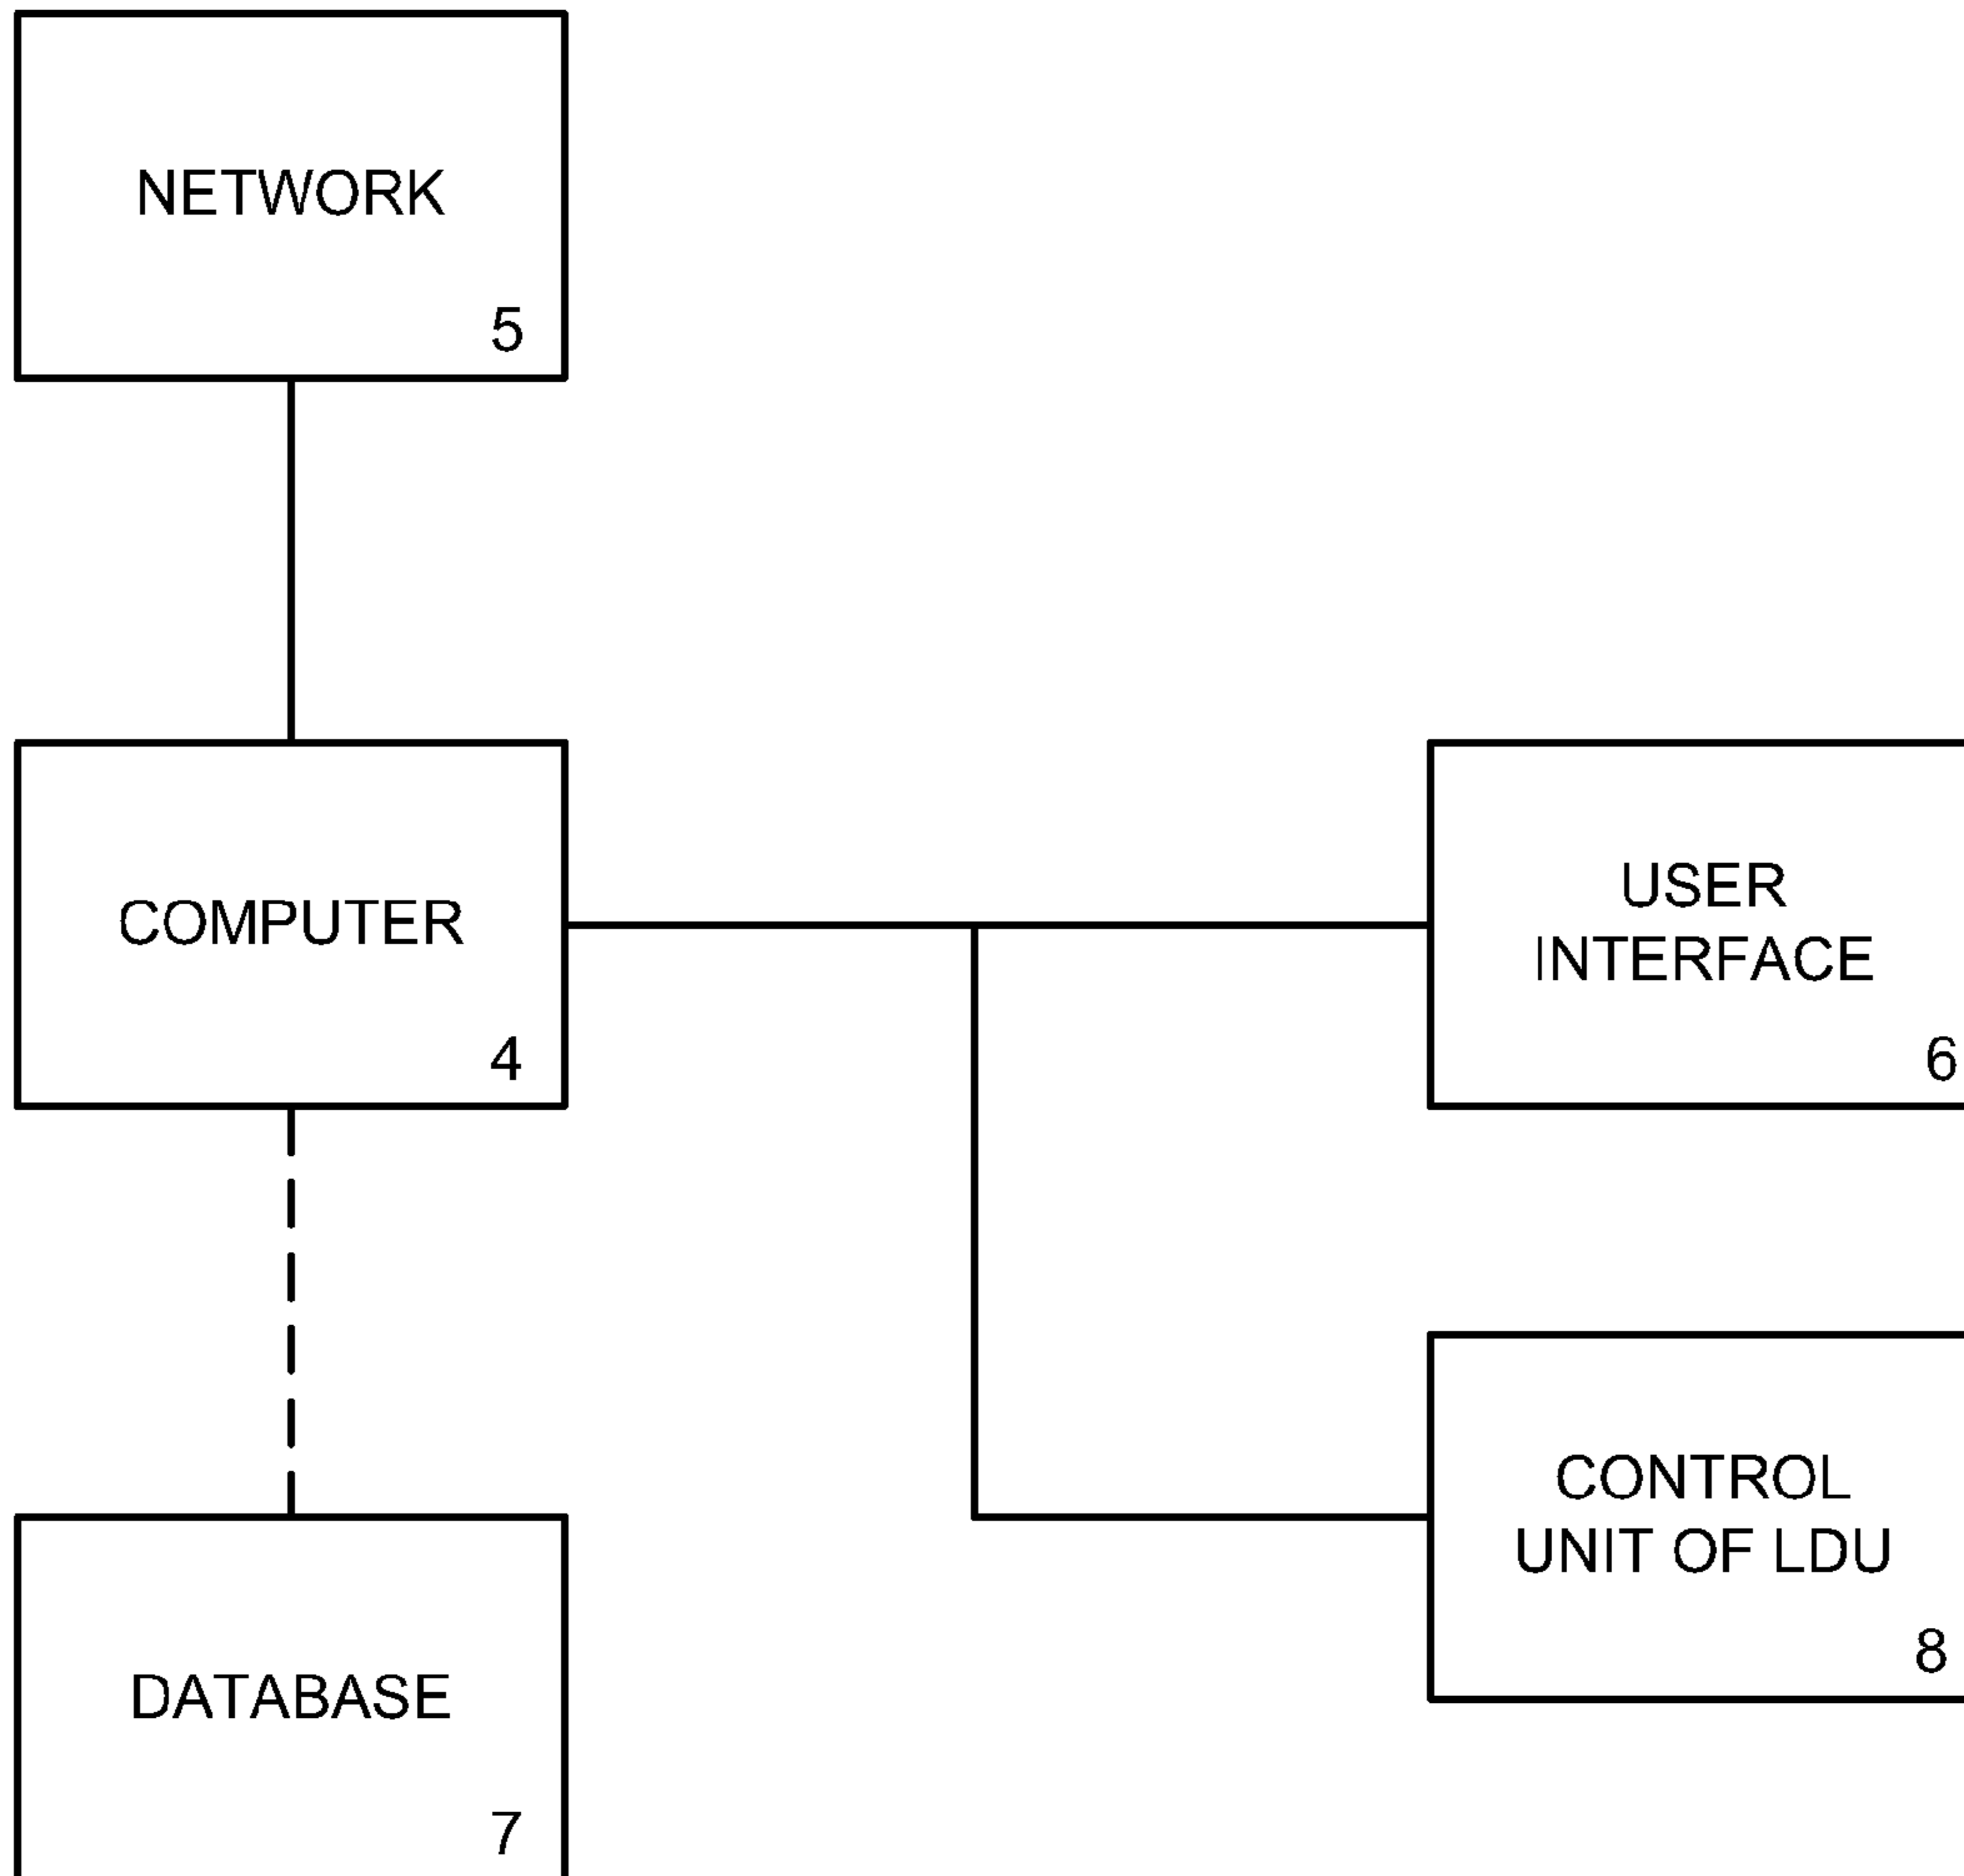 NETWORK
5
COMPUTER
4
USER
INTERFACE
6
CONTROL
UNIT OF LDU
8
DATABASE
7